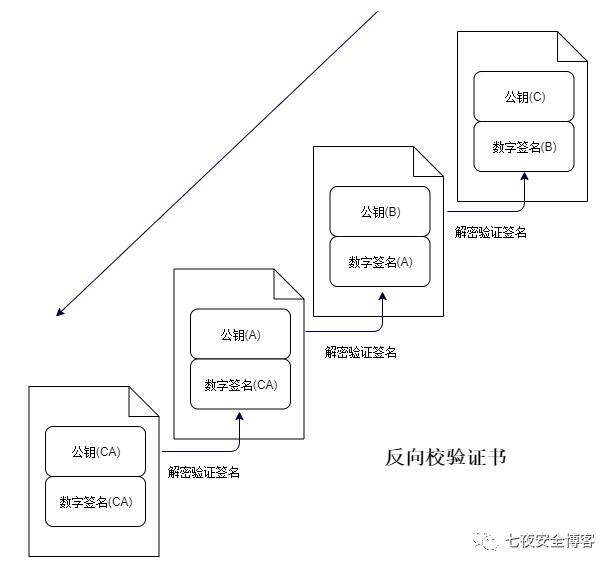 公钥(C)
数字签名(B)
解密验证签名
公钥(B)
数字签名(A)
解密验证签名
公钥(A)
数字签名(CA)
解密验证签名
公钥(CA)
数字签名(CA)
反向校验证书
七夜安全博客